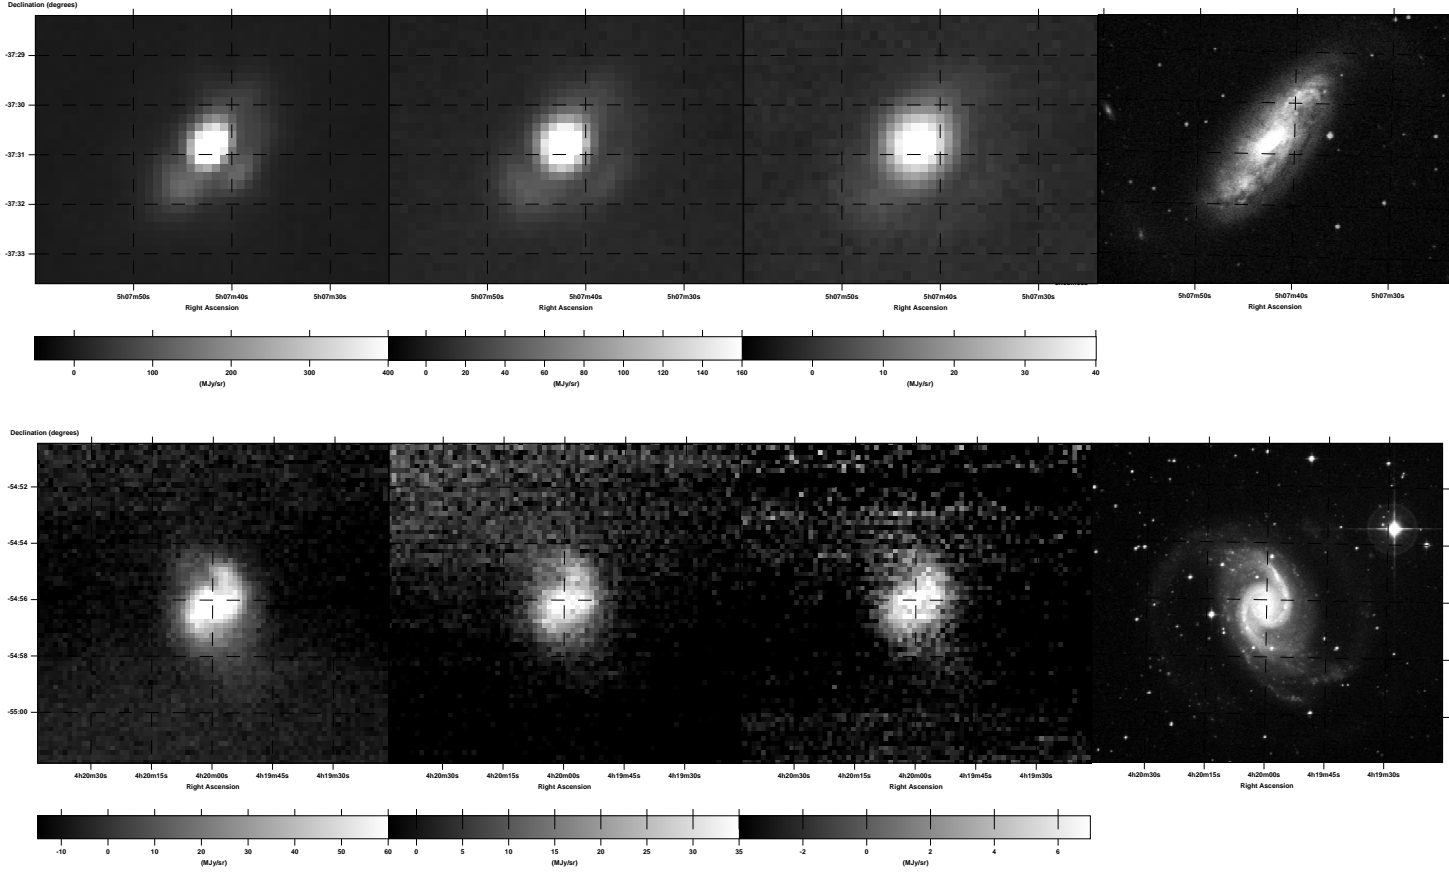 Declination (degrees)
-37:29
-37:30
-37:31
-37:32
-37:33
5h07m50s 5h07m40s 5h07m30s 5h07m50s 5h07m40s 5h07m30s 5h07m50s 5h07m40s 5h07m30s 5h07m50s 5h07m40s 5h07m30s
Right Ascension Right Ascension Right Ascension Right Ascension
0 100 200 300 400 0 20 40 60 80 100 120 140 160 0 10 20 30 40
(MJy/sr) (MJy/sr) (MJy/sr)
Declination (degrees)
-54:52
-54:54
-54:56
-54:58
-55:00
4h20m30s 4h20m15s 4h20m00s 4h19m45s 4h19m30s 4h20m30s 4h20m15s 4h20m00s 4h19m45s 4h19m30s 4h20m30s 4h20m15s 4h20m00s 4h19m45s 4h19m30s 4h20m30s 4h20m15s 4h20m00s 4h19m45s 4h19m30s
Right Ascension Right Ascension Right Ascension Right Ascension
-10 0 10 20 30 40 50 60 0 5 10 15 20 25 30 35 -2 0 2 4 6
(MJy/sr) (MJy/sr) (MJy/sr)